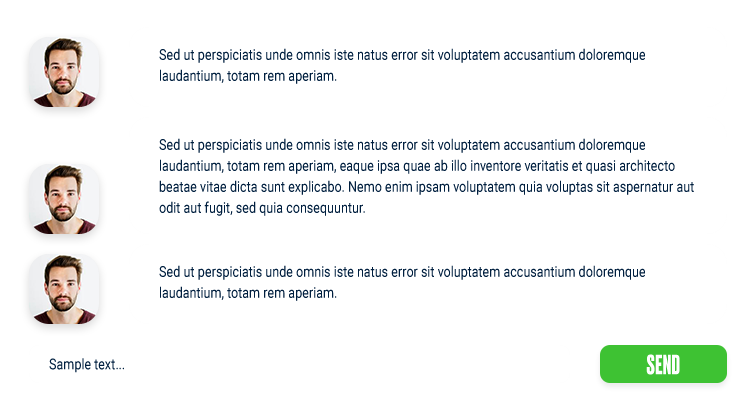 Sed ut perspiciatis unde omnis iste natus error sit voluptatem accusantium doloremque
laudantium, totam rem aperiam.
Sed ut perspiciatis unde omnis iste natus error sit voluptatem accusantium doloremque
laudantium, totam rem aperiam, eaque ipsa quae ab illo inventore veritatis et quasi architecto
beatae vitae dicta sunt explicabo. Nemo enim ipsam voluptatem quia voluptas sit aspernatur aut
odit aut fugit, sed quia consequuntur.
Sed ut perspiciatis unde omnis iste natus error sit voluptatem accusantium doloremque
laudantium, totam rem aperiam.
Sample text...
SEND